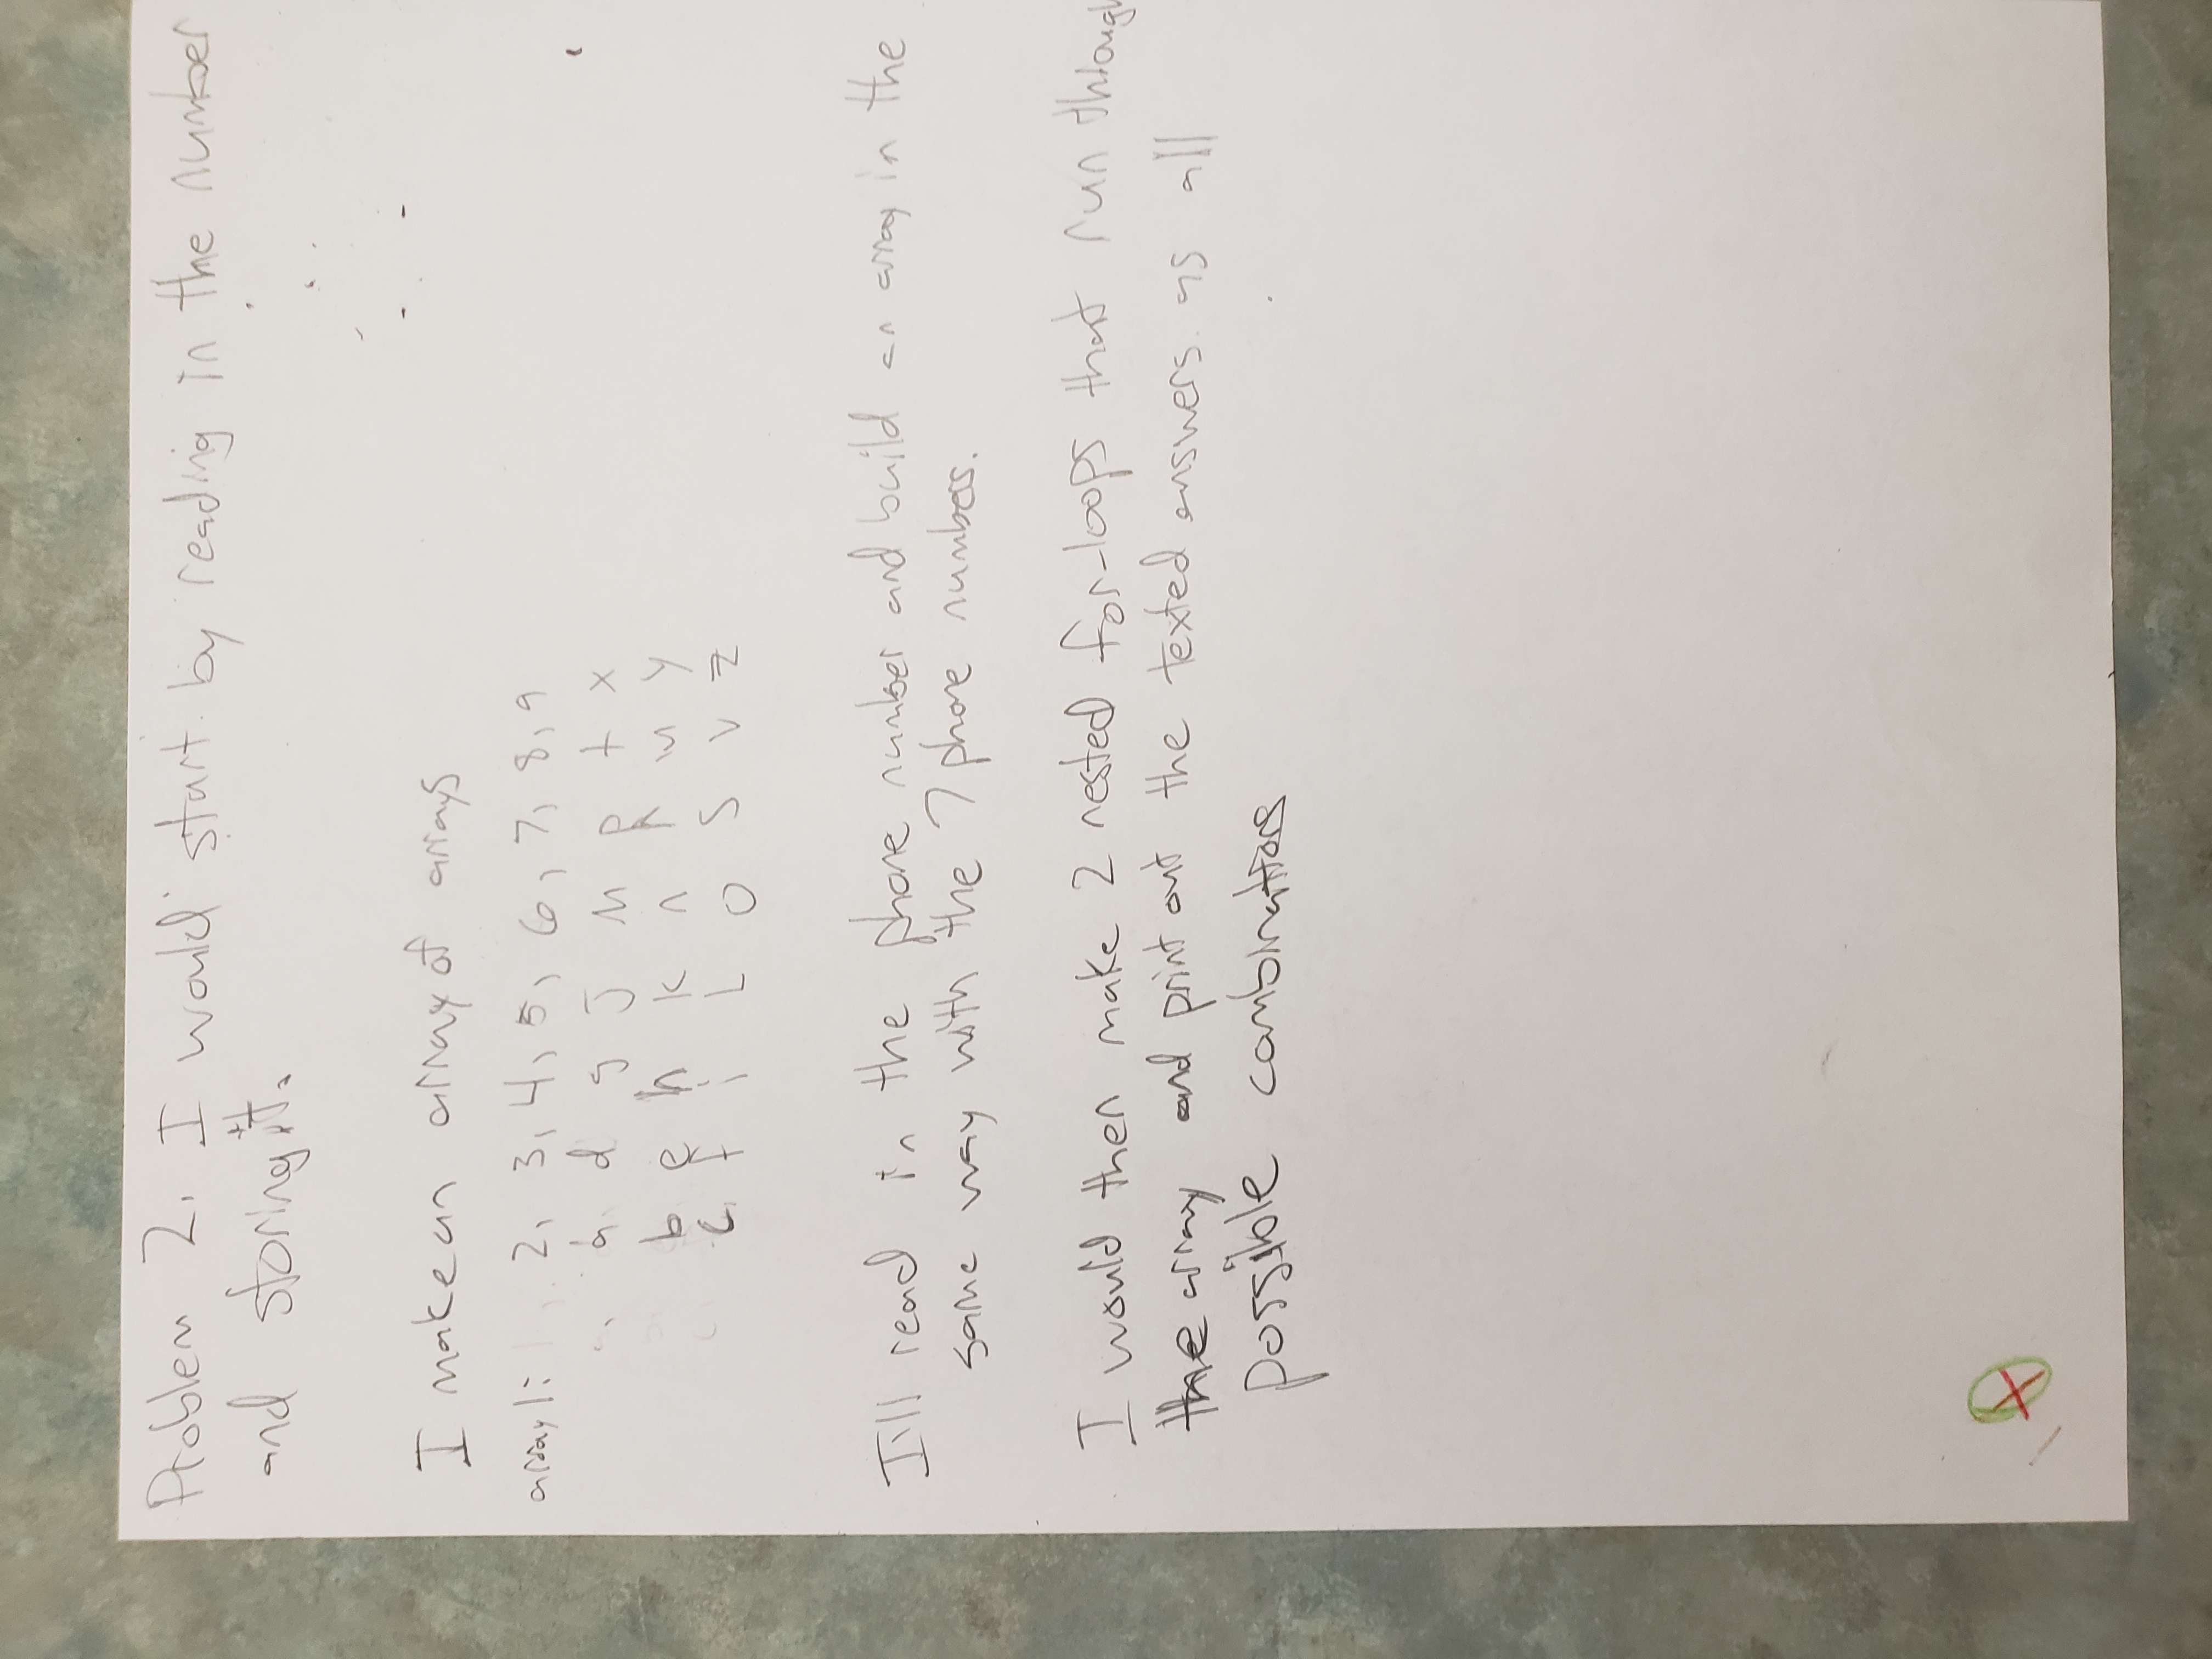 Problem 2. I would start by reading in the number
and storing it.
I make an array of arrays
array1: 2, 3, 4, 5, 6, 7, 8, 9
a d g J M p t x
b e h k n r u y
c f i L o S v z
I'll read in the phone number and build an array in the
same way with the 7 phone numbers.
I would then make 2 nested for-loops that run through
the array and print out the texted answers as all
possible combinations